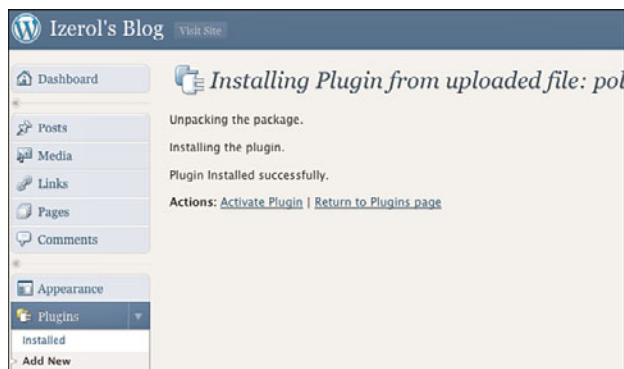 Izerol's Blog Visit Site
Dashboard
Posts
Media
Links
Pages
Comments
Appearance
Plugins
Installed
Add New
Installing Plugin from uploaded file: pol
Unpacking the package.
Installing the plugin.
Plugin Installed successfully.
Actions: Activate Plugin | Return to Plugins page